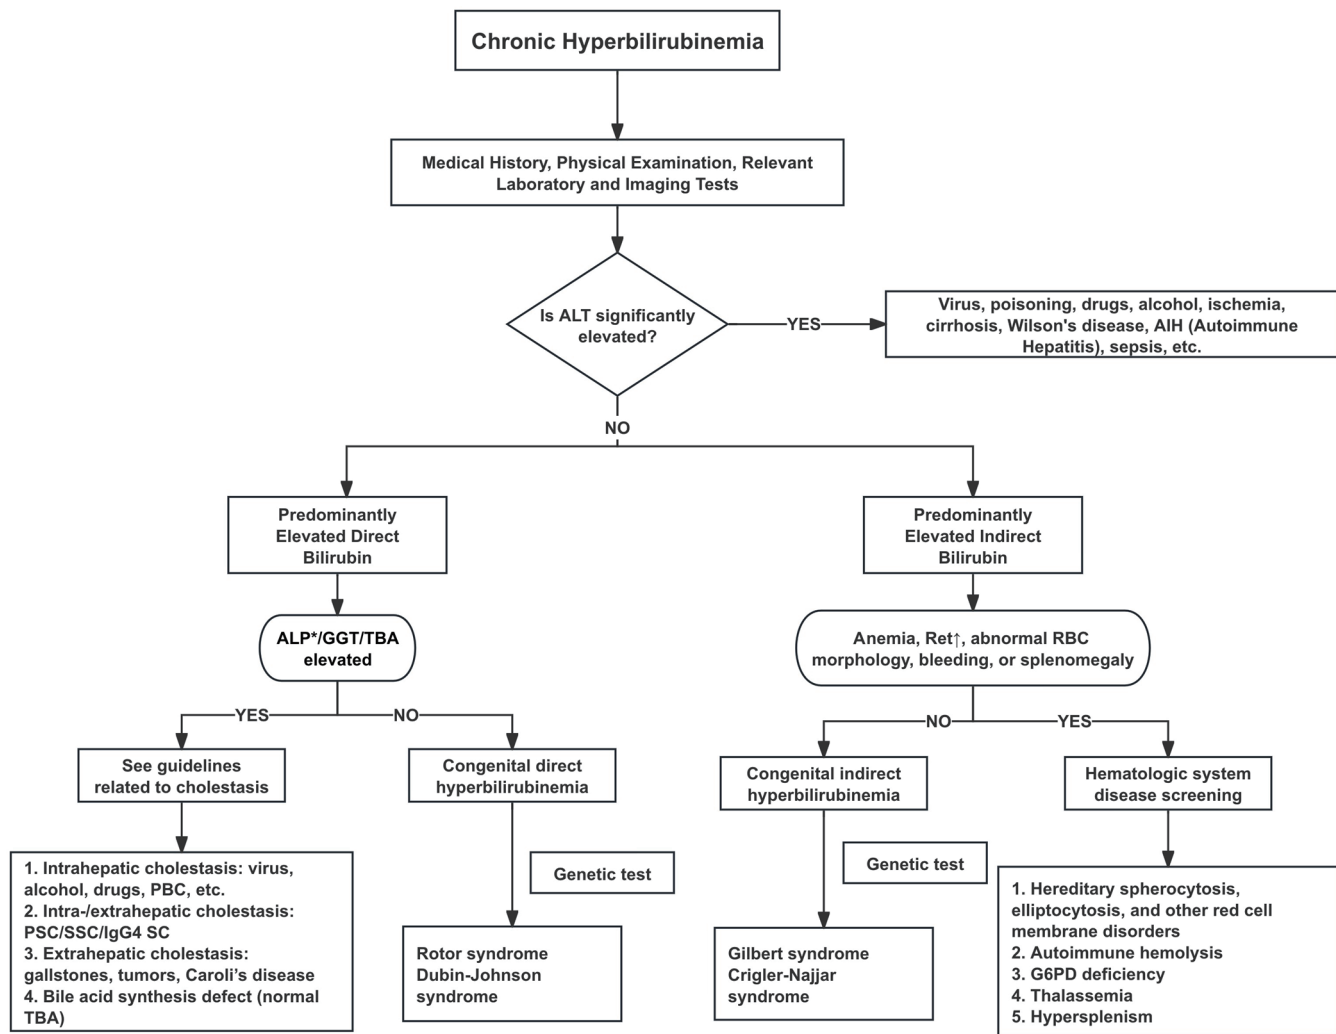 Chronic Hyperbilirubinemia
Medical History, Physical Examination, Relevant
Laboratory and Imaging Tests
Is ALT significantly
elevated?
YES
Virus, poisoning, drugs, alcohol, ischemia,
cirrhosis, Wilson's disease, AIH (Autoimmune
Hepatitis), sepsis, etc.
NO
Predominantly
Elevated Direct
Bilirubin
Predominantly
Elevated Indirect
Bilirubin
ALP*/GGT/TBA
elevated
Anemia, Ret↑, abnormal RBC
morphology, bleeding, or splenomegaly
YES
NO
NO
YES
See guidelines
related to cholestasis
Congenital direct
hyperbilirubinemia
Congenital indirect
hyperbilirubinemia
Hematologic system
disease screening
Genetic test
Genetic test
1. Intrahepatic cholestasis: virus,
alcohol, drugs, PBC, etc.
2. Intra-/extrahepatic cholestasis:
PSC/SSC/IgG4 SC
3. Extrahepatic cholestasis:
gallstones, tumors, Caroli’s disease
4. Bile acid synthesis defect (normal
TBA)
Rotor syndrome
Dubin-Johnson
syndrome
Gilbert syndrome
Crigler-Najjar
syndrome
1. Hereditary spherocytosis,
elliptocytosis, and other red cell
membrane disorders
2. Autoimmune hemolysis
3. G6PD deficiency
4. Thalassemia
5. Hypersplenism